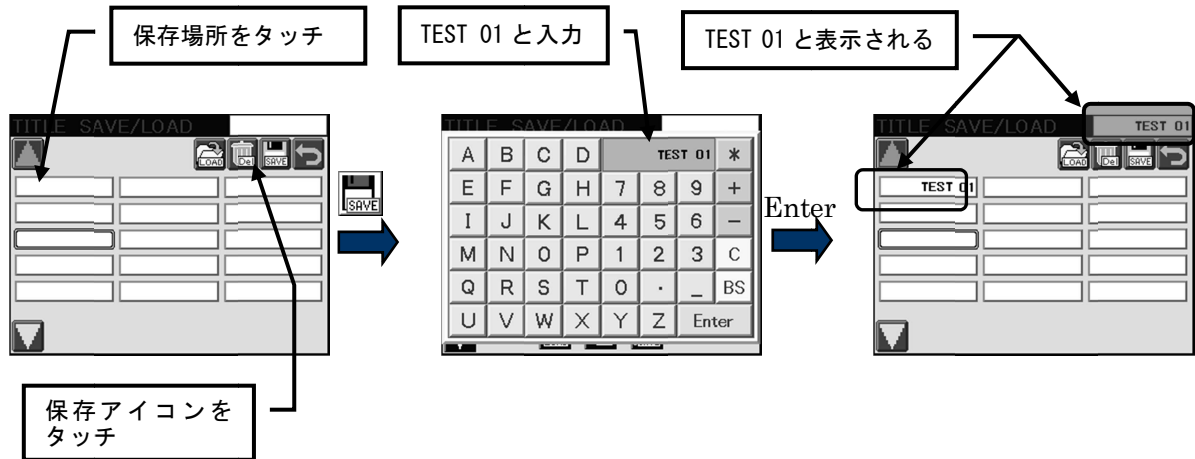 保存場所をタッチ
TEST 01 と入力
TEST 01 と表示される
TITLE SAVE/LOAD
LOAD Del SAVE
SAVE
TITLE SAVE/LOAD
A B C D TEST 01 *
E F G H 7 8 9 +
I J K L 4 5 6 -
M N O P 1 2 3 C
Q R S T 0 . _ BS
U V W X Y Z Enter
Enter
TITLE SAVE/LOAD TEST 01
LOAD Del SAVE
TEST 01
保存アイコンを
タッチ